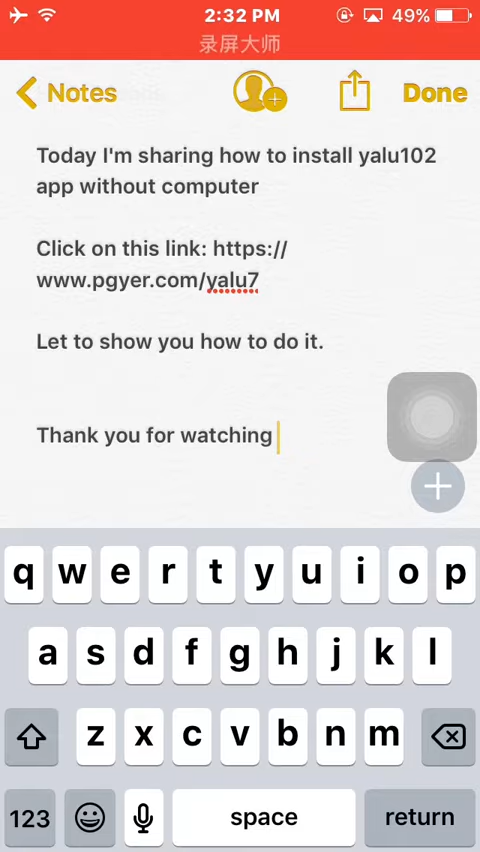 2:32 PM 49%
录屏大师
Notes Done
Today I'm sharing how to install yalu102
app without computer
Click on this link: https://
www.pgyer.com/yalu7
Let to show you how to do it.
Thank you for watching
q w e r t y u i o p
a s d f g h j k l
z x c v b n m
123 space return